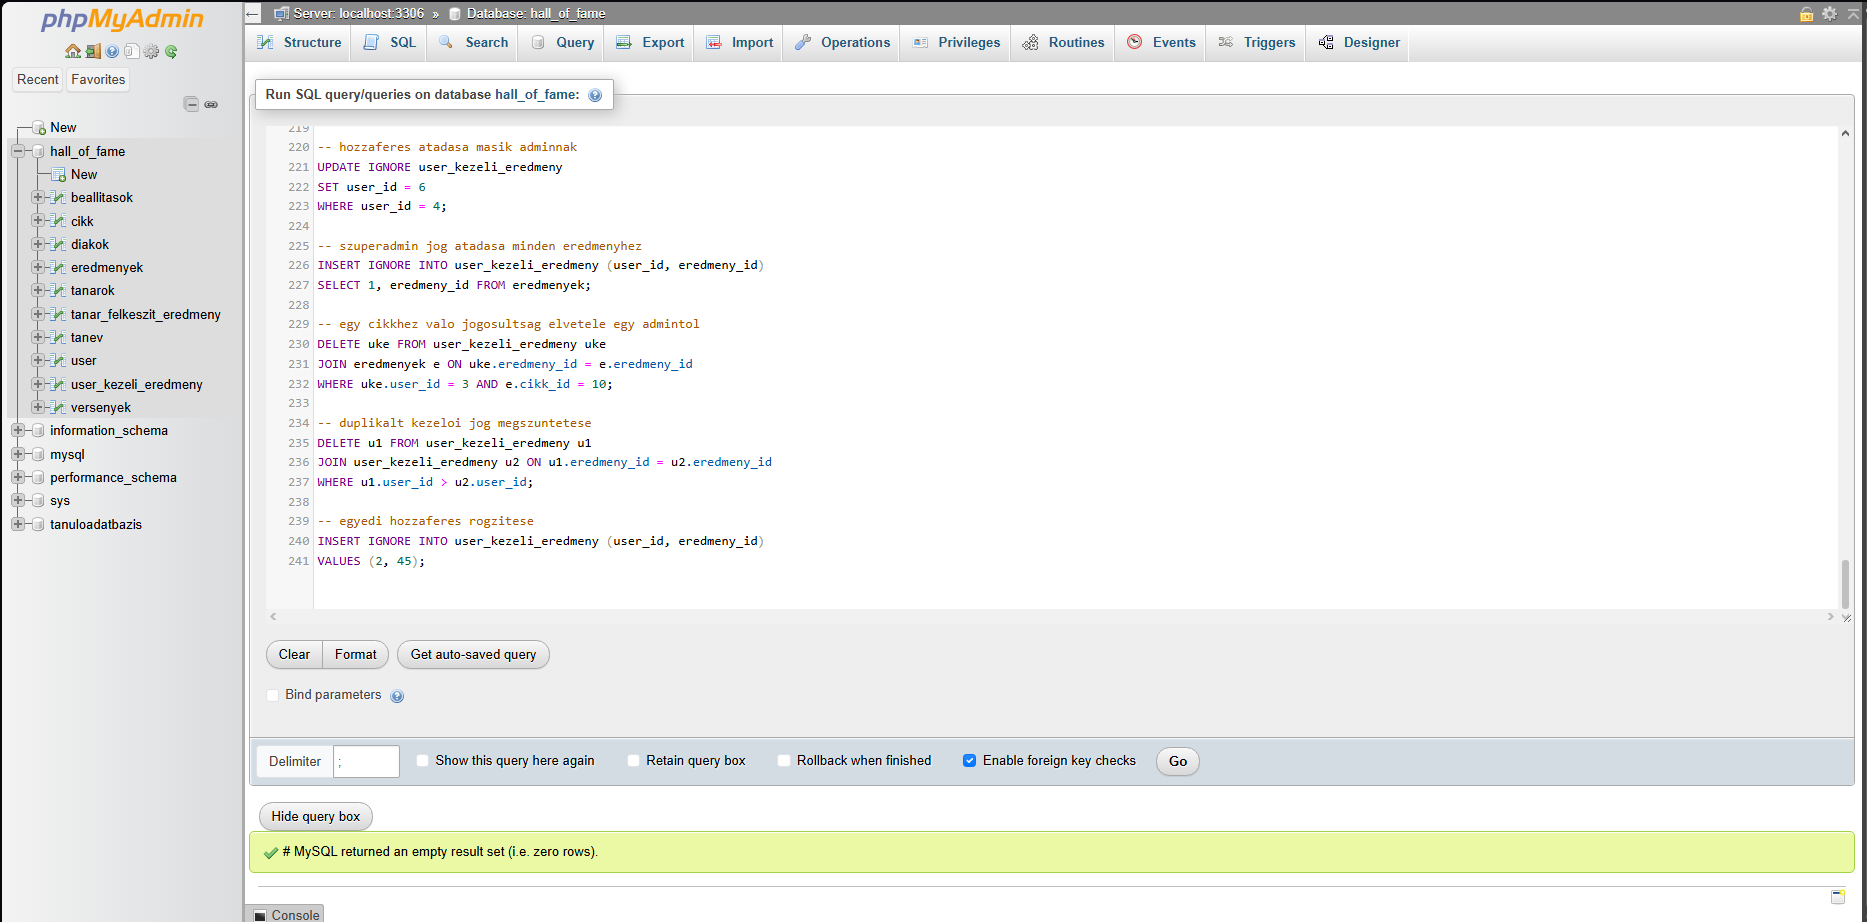 phpMyAdmin
Recent
Favorites
New
hall_of_fame
New
beallitasok
cikk
diakok
eredmenyek
tanarok
tanar_felkeszit_eredmeny
tanev
user
user_kezeli_eredmeny
versenyek
information_schema
mysql
performance_schema
sys
tanuloadatbazis
Server: localhost:3306 » Database: hall_of_fame
Structure SQL Search Query Export Import Operations Privileges Routines Events Triggers Designer
Run SQL query/queries on database hall_of_fame:
219
220 -- hozzaferes atadasa masik adminnak
221 UPDATE IGNORE user_kezeli_eredmeny
222 SET user_id = 6
223 WHERE user_id = 4;
224
225 -- szuperadmin jog atadasa minden eredmenyhez
226 INSERT IGNORE INTO user_kezeli_eredmeny (user_id, eredmeny_id)
227 SELECT 1, eredmeny_id FROM eredmenyek;
228
229 -- egy cikkhez valo jogosultsag elvetele egy admintol
230 DELETE uke FROM user_kezeli_eredmeny uke
231 JOIN eredmenyek e ON uke.eredmeny_id = e.eredmeny_id
232 WHERE uke.user_id = 3 AND e.cikk_id = 10;
233
234 -- duplikalt kezeloi jog megszuntetese
235 DELETE u1 FROM user_kezeli_eredmeny u1
236 JOIN user_kezeli_eredmeny u2 ON u1.eredmeny_id = u2.eredmeny_id
237 WHERE u1.user_id > u2.user_id;
238
239 -- egyedi hozzaferes rogzitese
240 INSERT IGNORE INTO user_kezeli_eredmeny (user_id, eredmeny_id)
241 VALUES (2, 45);
Clear Format Get auto-saved query
Bind parameters
Delimiter ; Show this query here again Retain query box Rollback when finished Enable foreign key checks Go
Hide query box
# MySQL returned an empty result set (i.e. zero rows).
Console